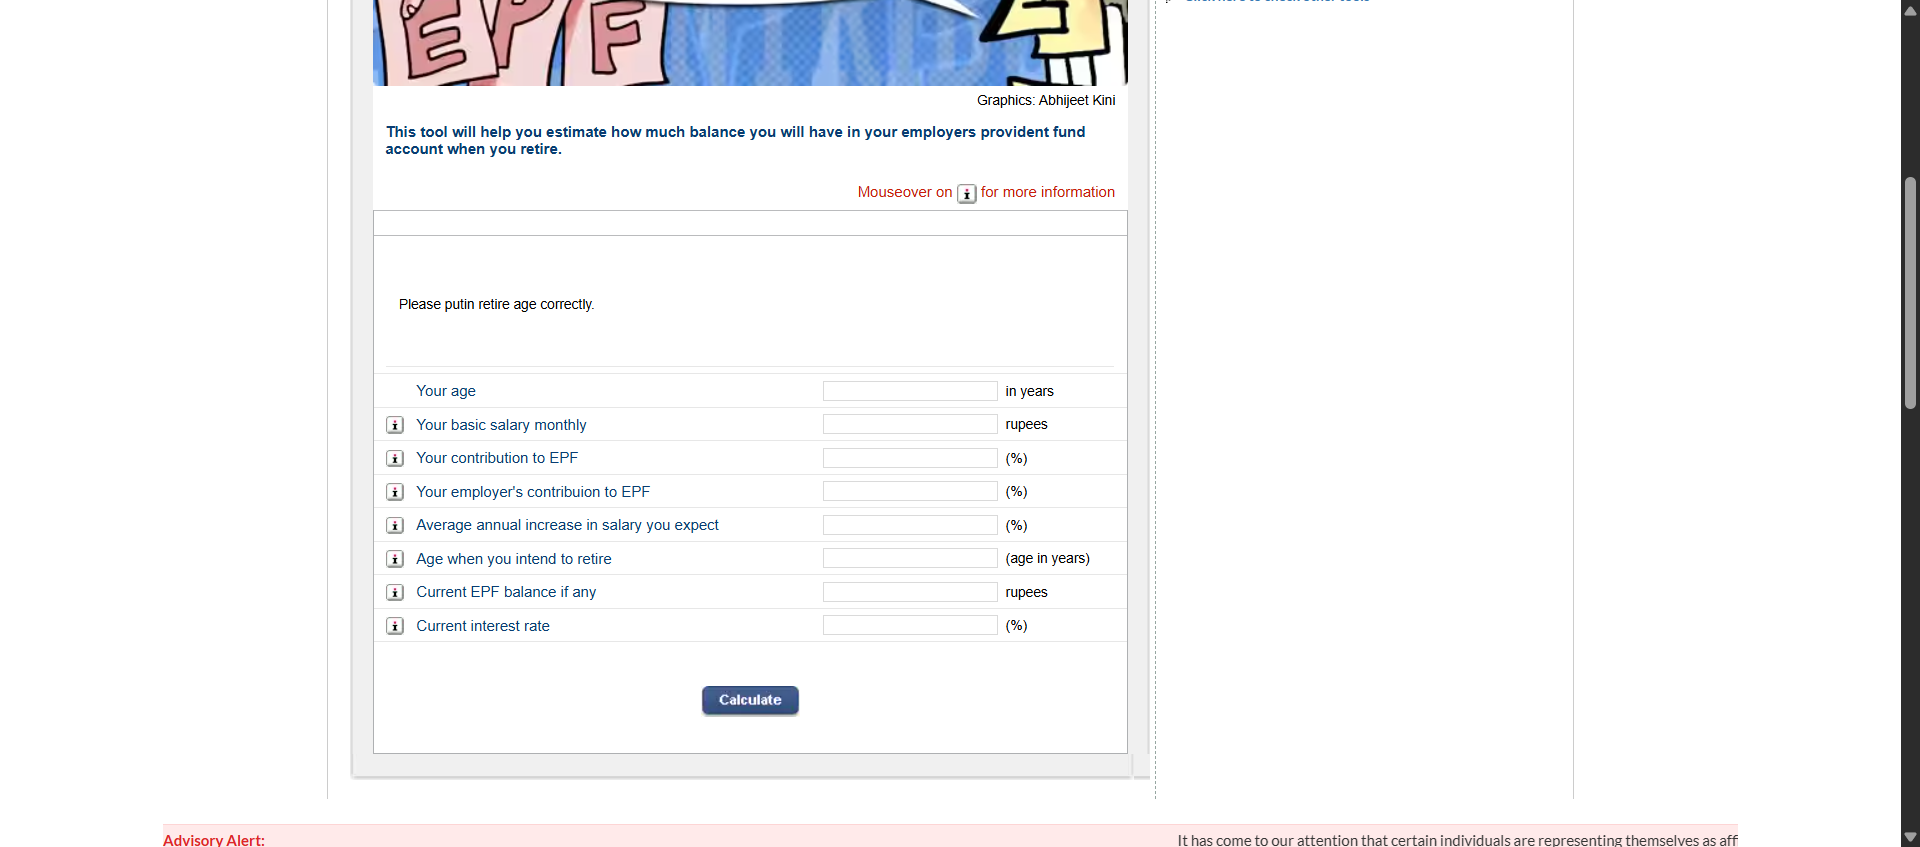 EPF
Graphics: Abhijeet Kini
This tool will help you estimate how much balance you will have in your employers provident fund
account when you retire.
Mouseover on i for more information
Please putin retire age correctly.
Your age in years
i Your basic salary monthly rupees
i Your contribution to EPF (%)
i Your employer's contribuion to EPF (%)
i Average annual increase in salary you expect (%)
i Age when you intend to retire (age in years)
i Current EPF balance if any rupees
i Current interest rate (%)
Calculate
Advisory Alert: It has come to our attention that certain individuals are representing themselves as aff